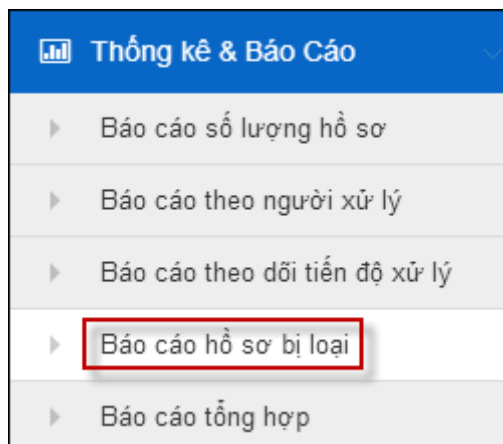 Thống kê & Báo Cáo
Báo cáo số lượng hồ sơ
Báo cáo theo người xử lý
Báo cáo theo dõi tiến độ xử lý
Báo cáo hồ sơ bị loại
Báo cáo tổng hợp